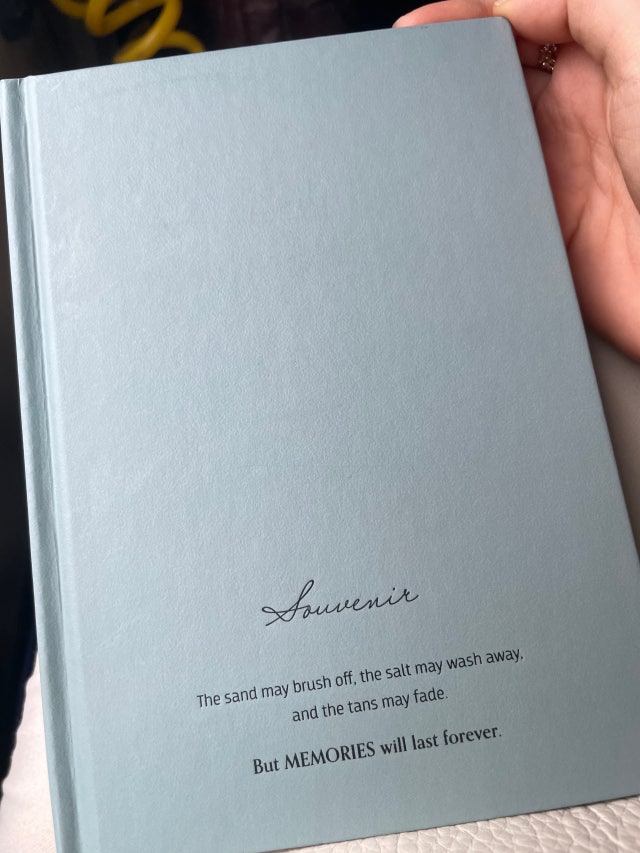 Souvenir
The sand may brush off, the salt may wash away,
and the tans may fade.
But MEMORIES will last forever.